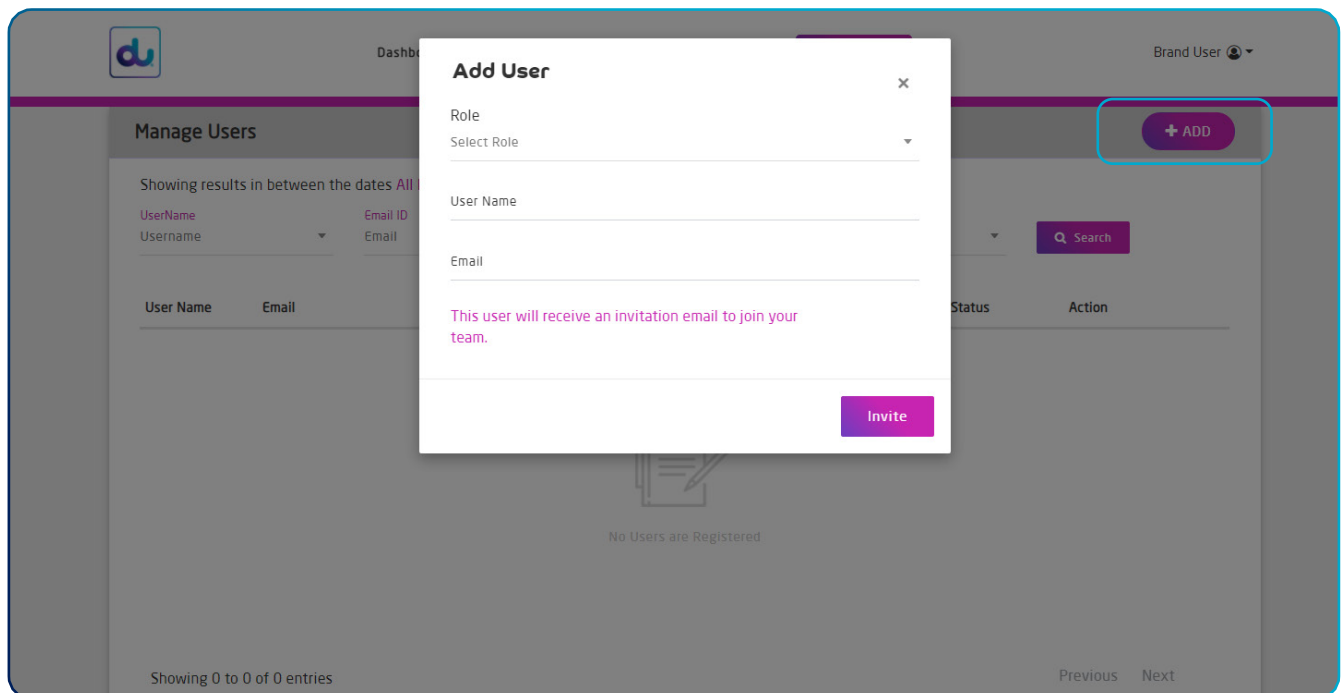 du
Dashbo
Brand User
Add User
×
Role
Select Role
User Name
Email
This user will receive an invitation email to join your
team.
Invite
Manage Users
+ ADD
Showing results in between the dates All
UserName
Email ID
Username
Email
Search
User Name Email Status Action
No Users are Registered
Showing 0 to 0 of 0 entries
Previous Next